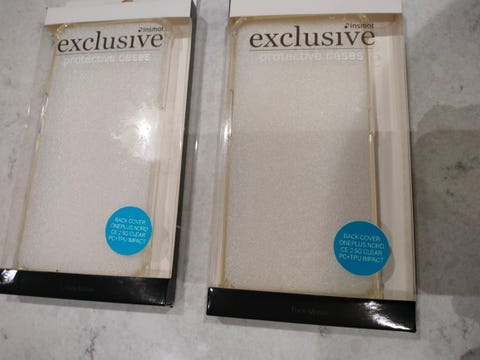 insmat
exclusive
protective cases
BACK COVER
ONEPLUS NORD
CE 2 5G CLEAR
PC+TPU IMPACT
insmat
exclusive
protective cases
BACK COVER
ONEPLUS NORD
CE 2 5G CLEAR
PC+TPU IMPACT